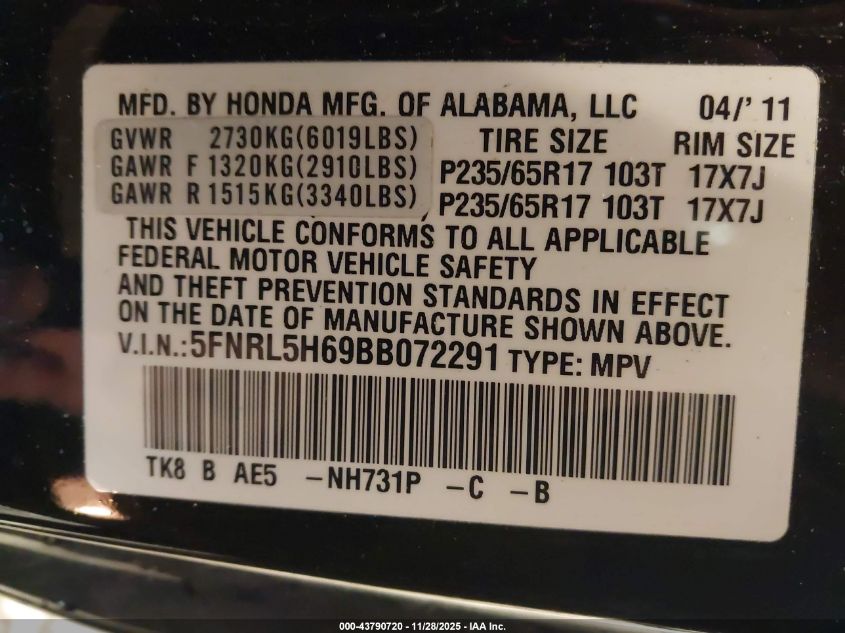 MFD. BY HONDA MFG. OF ALABAMA, LLC 04/'11
GVWR 2730KG(6019LBS) TIRE SIZE RIM SIZE
GAWR F 1320KG(2910LBS) P235/65R17 103T 17X7J
GAWR R 1515KG(3340LBS) P235/65R17 103T 17X7J
THIS VEHICLE CONFORMS TO ALL APPLICABLE
FEDERAL MOTOR VEHICLE SAFETY
AND THEFT PREVENTION STANDARDS IN EFFECT
ON THE DATE OF MANUFACTURE SHOWN ABOVE.
V.I.N.:5FNRL5H69BB072291 TYPE: MPV
TK8 B AE5 -NH731P -C -B
000-43790720 - 11/28/2025 - IAA Inc.